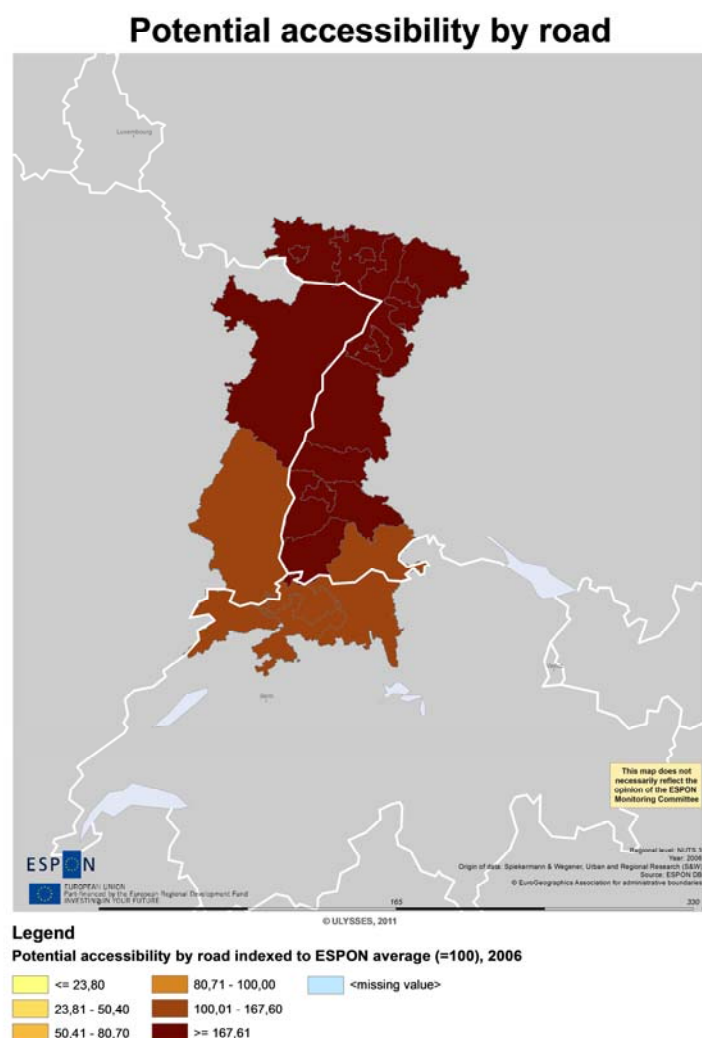 Potential accessibility by road
Luxembourg
Bern
This map does not
necessarily reflect the
opinion of the ESPON
Monitoring Committee
Regional level: NUTS 3
Year: 2006
Origin of data: Spiekermann & Wegener, Urban and Regional Research (S&W)
Source: ESPON DB
© EuroGeographics Association for administrative boundaries
ESPON
EUROPEAN UNION
Part-financed by the European Regional Development Fund
INVESTING IN YOUR FUTURE
165
330
© ULYSSES, 2011
Legend
Potential accessibility by road indexed to ESPON average (=100), 2006
<= 23,80
23,81 - 50,40
50,41 - 80,70
80,71 - 100,00
100,01 - 167,60
>= 167,61
<missing value>